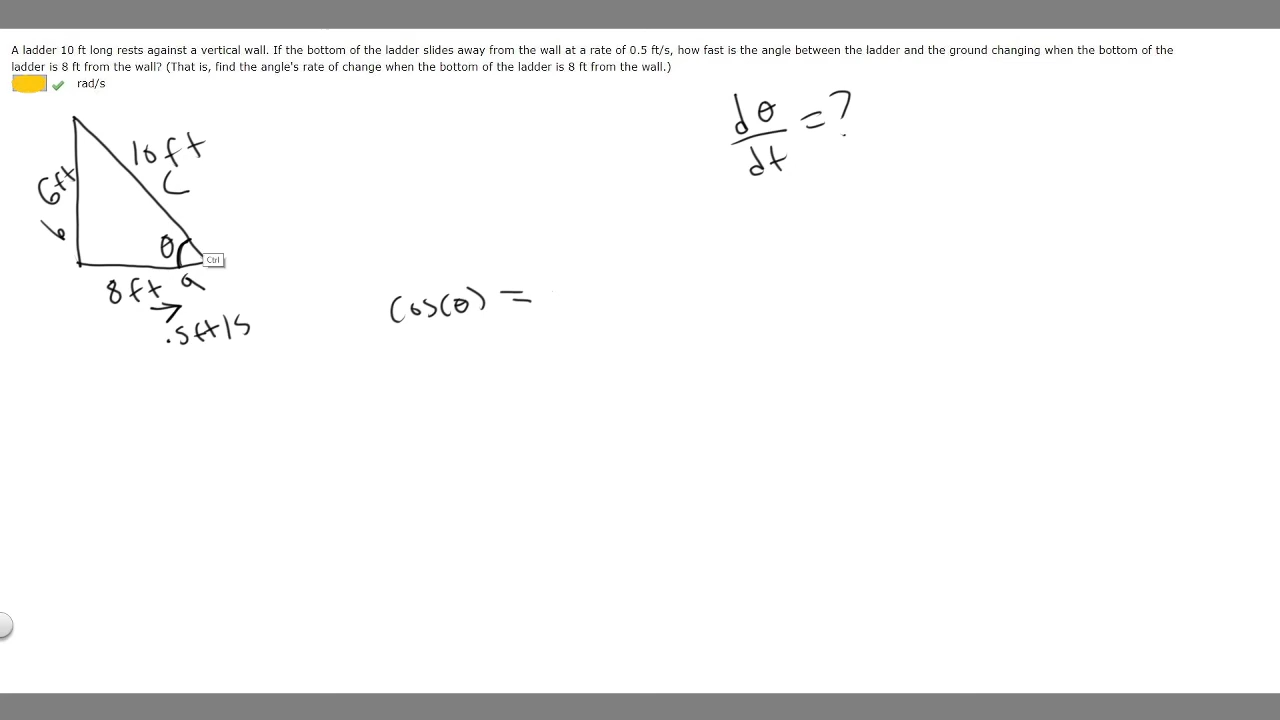 A ladder 10 ft long rests against a vertical wall. If the bottom of the ladder slides away from the wall at a rate of 0.5 ft/s, how fast is the angle between the ladder and the ground changing when the bottom of the
ladder is 8 ft from the wall? (That is, find the angle's rate of change when the bottom of the ladder is 8 ft from the wall.)
rad/s
dθ
dt
=?
10ft
c
6ft
b
θ
Ctrl
8ft a
.5ft/s
cos(θ) =